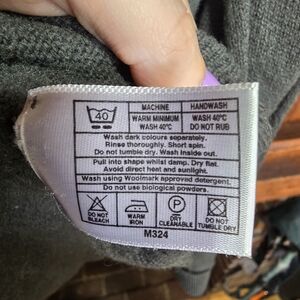 40
MACHINE
HANDWASH
WARM MINIMUM
WASH 40°C
WARM 40°C
DO NOT RUB
Wash dark colours separately.
Rinse thoroughly. Short spin.
Do not tumble dry. Wash inside out.
Pull into shape whilst damp. Dry flat.
Avoid direct heat and sunlight.
Wash using Woolmark approved detergent.
Do not use biological powders.
DO NOT
BLEACH
WARM
IRON
P
DRY
CLEANABLE
DO NOT
TUMBLE DRY
M324